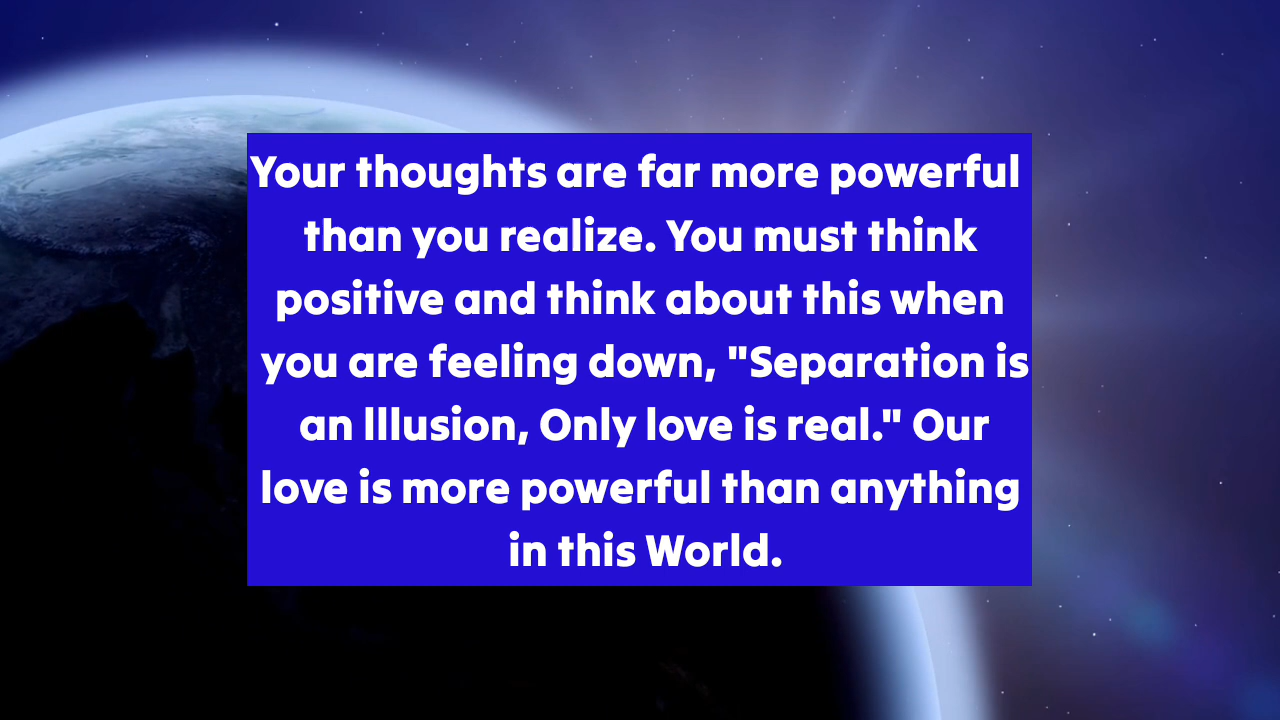 Your thoughts are far more powerful
than you realize. You must think
positive and think about this when
you are feeling down, "Separation is
an lllusion, Only love is real." Our
love is more powerful than anything
in this World.